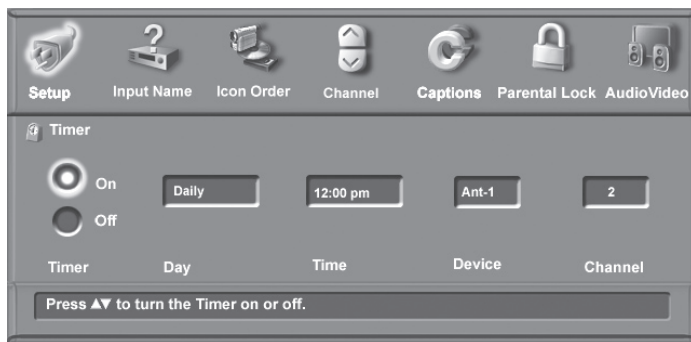 Setup Input Name Icon Order Channel Captions Parental Lock AudioVideo
Timer
On
Daily 12:00 pm Ant-1 2
Off
Timer Day Time Device Channel
Press ▲▼ to turn the Timer on or off.